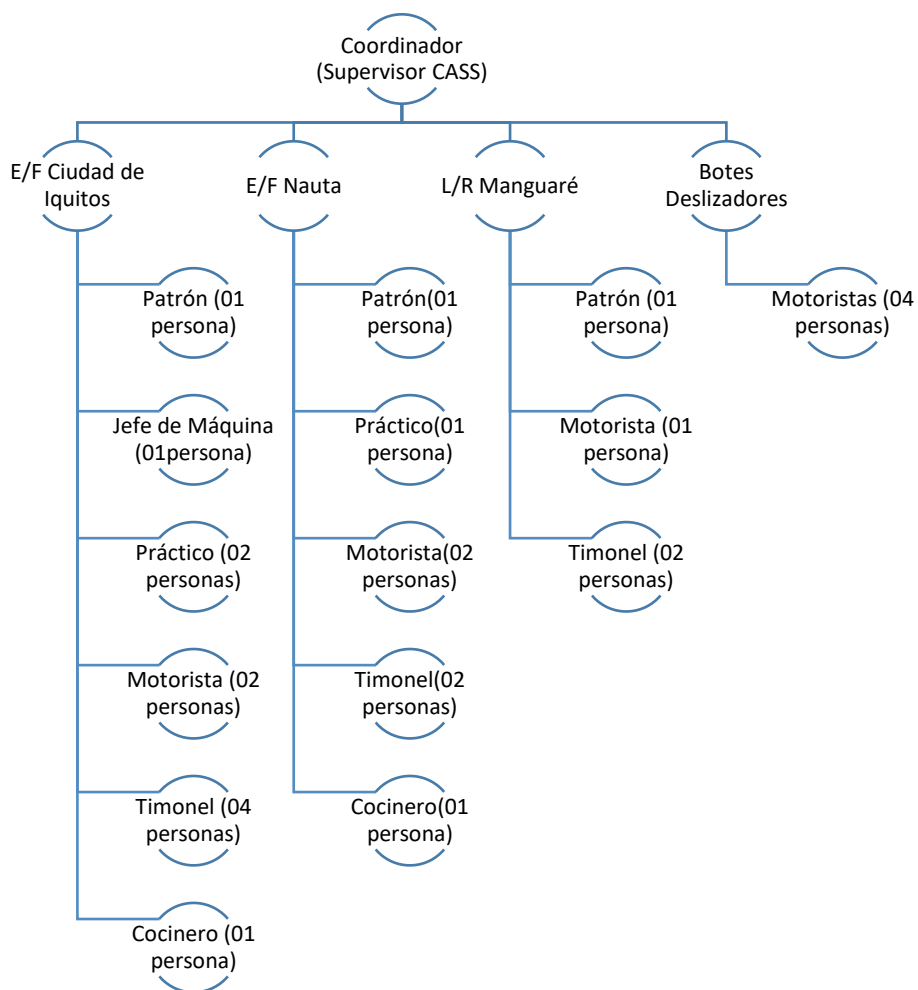 Coordinador
(Supervisor CASS)
E/F Ciudad de
Iquitos
Patrón (01
persona)
Jefe de Máquina
(01persona)
Práctico (02
personas)
Motorista (02
personas)
Timonel (04
personas)
Cocinero (01
persona)
E/F Nauta
Patrón(01
persona)
Práctico(01
persona)
Motorista(02
personas)
Timonel(02
personas)
Cocinero(01
persona)
L/R Manguaré
Patrón (01
persona)
Motorista (01
persona)
Timonel (02
personas)
Botes
Deslizadores
Motoristas (04
personas)